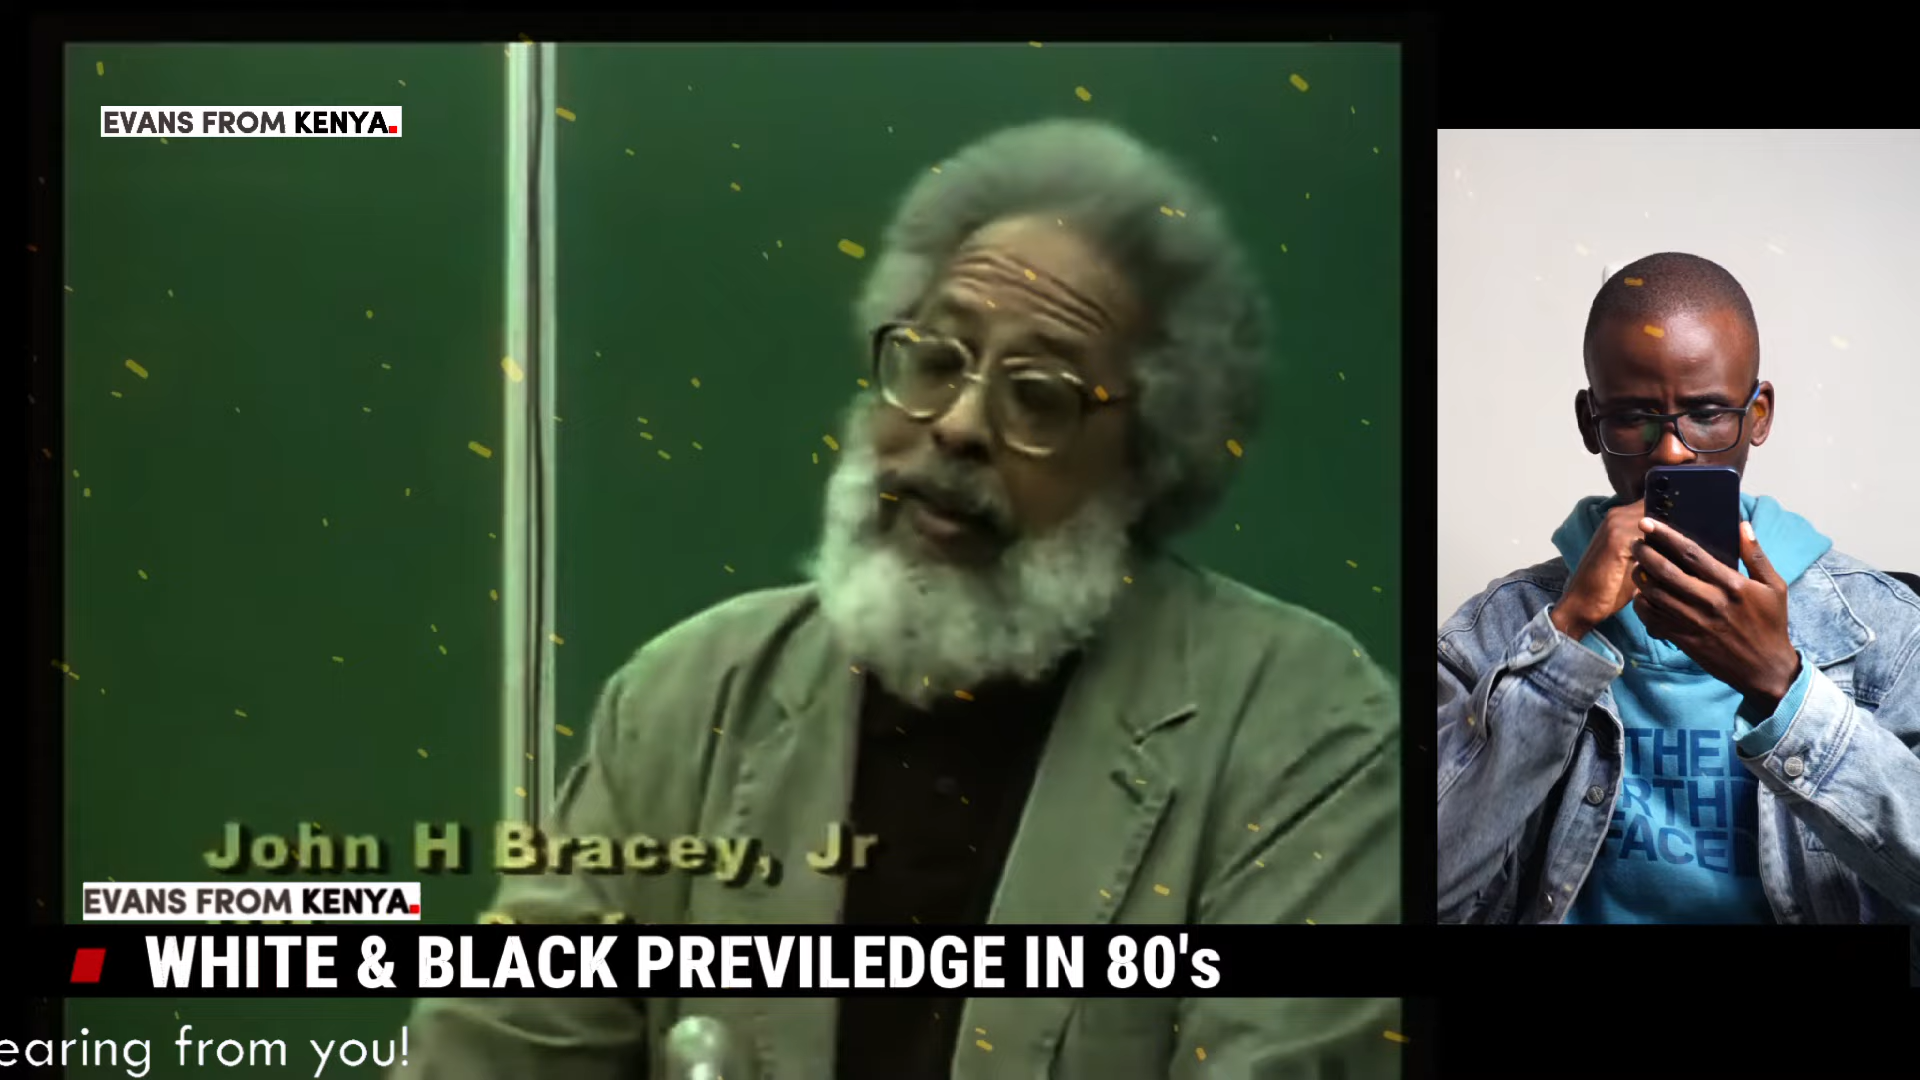 EVANS FROM KENYA.
John H Bracey, Jr
EVANS FROM KENYA.
WHITE & BLACK PREVILEDGE IN 80's
earing from you!
THE
RTH
FACE